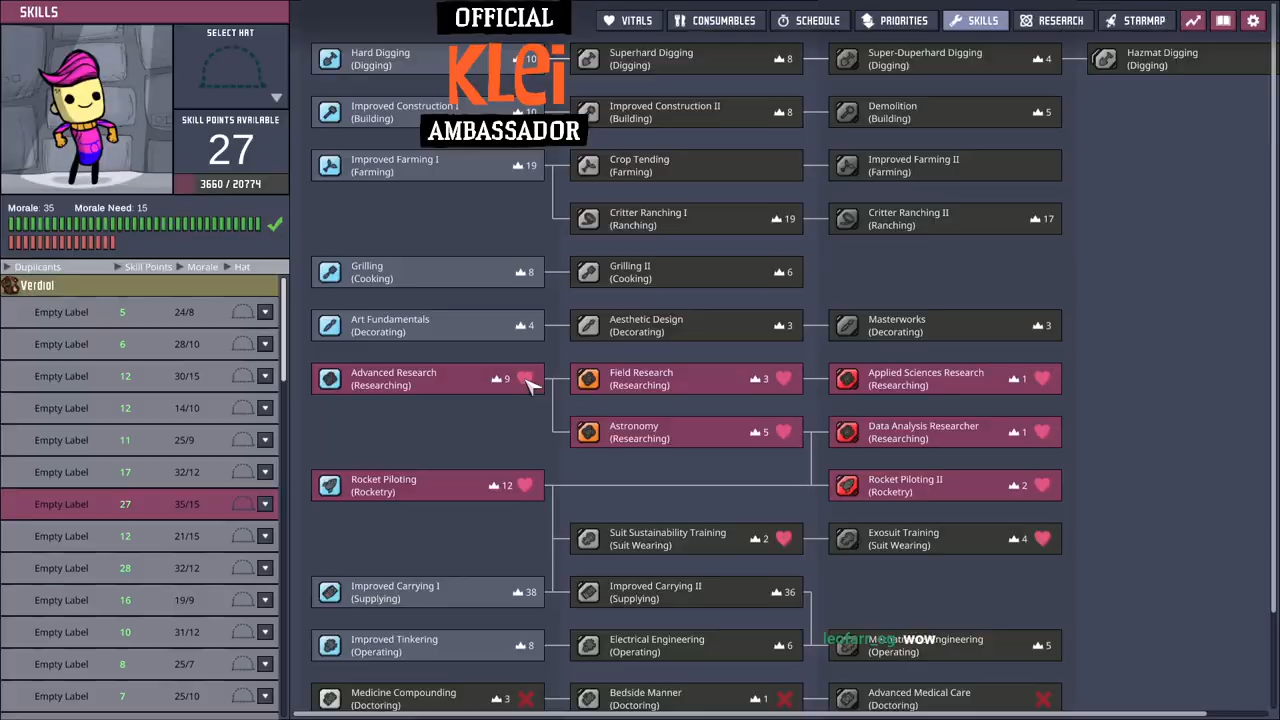 SKILLS
OFFICIAL
Klei
AMBASSADOR
VITALS
CONSUMABLES
SCHEDULE
PRIORITIES
SKILLS
RESEARCH
STARMAP
SELECT HAT
SKILL POINTS AVAILABLE
27
3660 / 20774
Morale: 35
Morale Need: 15
Duplicants Skill Points Morale Hat
Verdiol
Empty Label 5 24/8
Empty Label 6 28/10
Empty Label 12 30/15
Empty Label 12 14/10
Empty Label 11 25/9
Empty Label 17 32/12
Empty Label 27 35/15
Empty Label 12 21/15
Empty Label 28 32/12
Empty Label 16 19/9
Empty Label 10 31/12
Empty Label 8 25/7
Empty Label 7 25/10
Hard Digging
(Digging)
10
Superhard Digging
(Digging)
8
Super-Duperhard Digging
(Digging)
4
Hazmat Digging
(Digging)
Improved Construction I
(Building)
10
Improved Construction II
(Building)
8
Demolition
(Building)
5
Improved Farming I
(Farming)
19
Crop Tending
(Farming)
Improved Farming II
(Farming)
Critter Ranching I
(Ranching)
19
Critter Ranching II
(Ranching)
17
Grilling
(Cooking)
8
Grilling II
(Cooking)
6
Art Fundamentals
(Decorating)
4
Aesthetic Design
(Decorating)
3
Masterworks
(Decorating)
3
Advanced Research
(Researching)
9
Field Research
(Researching)
3
Applied Sciences Research
(Researching)
1
Astronomy
(Researching)
5
Data Analysis Researcher
(Researching)
1
Rocket Piloting
(Rocketry)
12
Rocket Piloting II
(Rocketry)
2
Suit Sustainability Training
(Suit Wearing)
2
Exosuit Training
(Suit Wearing)
4
Improved Carrying I
(Supplying)
38
Improved Carrying II
(Supplying)
36
Improved Tinkering
(Operating)
8
Electrical Engineering
(Operating)
6
wow
(Operating)
5
Medicine Compounding
(Doctoring)
3
Bedside Manner
(Doctoring)
1
Advanced Medical Care
(Doctoring)